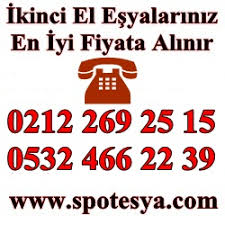 İkinci El Eşyalarınız
En İyi Fiyata Alınır
0212 269 25 15
0532 466 22 39
www.spotesya.com